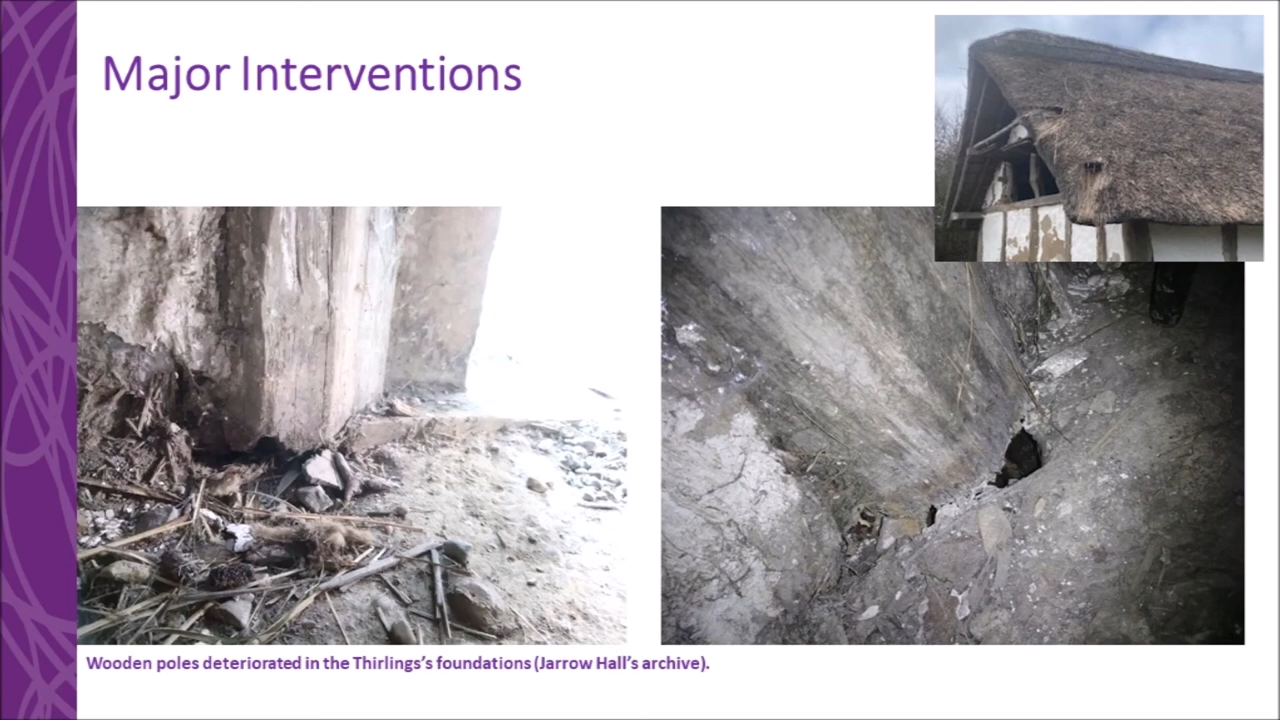 Major Interventions
Wooden poles deteriorated in the Thirlings's foundations (Jarrow Hall's archive).